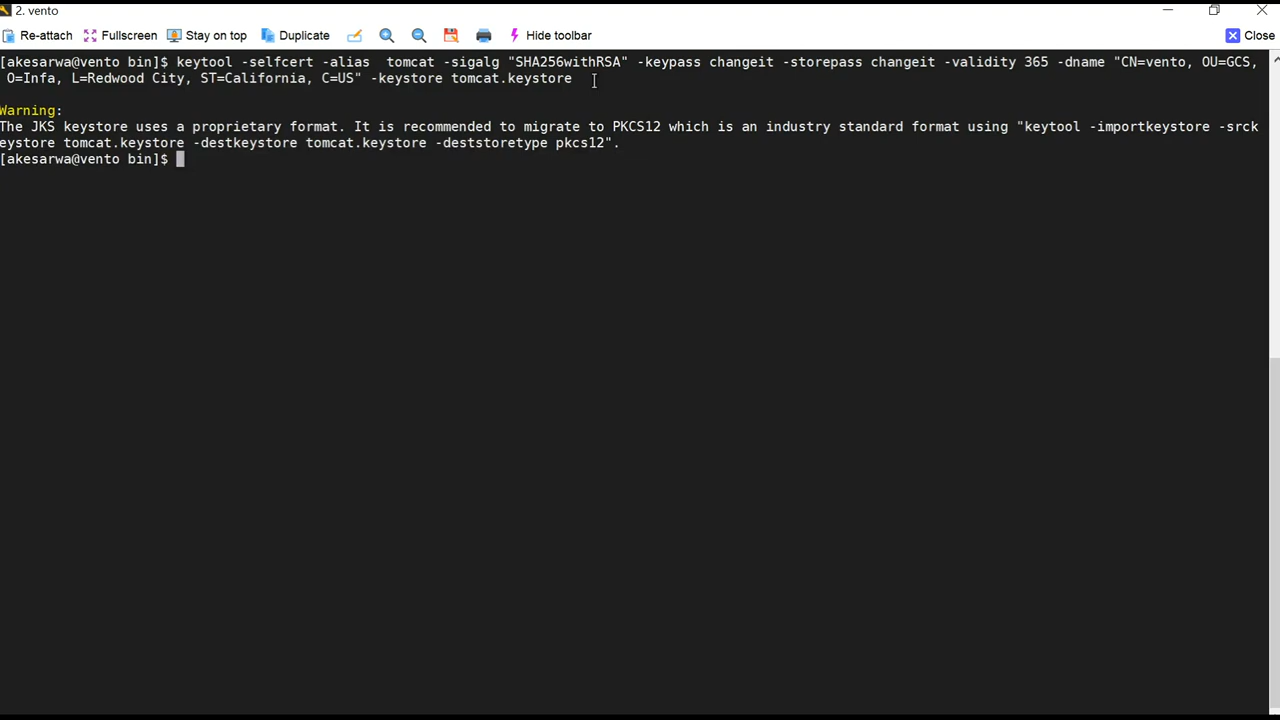 2. vento
Re-attach Fullscreen Stay on top Duplicate Hide toolbar Close
[akesarwa@vento bin]$ keytool -selfcert -alias  tomcat -sigalg "SHA256withRSA" -keypass changeit -storepass changeit -validity 365 -dname "CN=vento, OU=GCS,
O=Infa, L=Redwood City, ST=California, C=US" -keystore tomcat.keystore
Warning:
The JKS keystore uses a proprietary format. It is recommended to migrate to PKCS12 which is an industry standard format using "keytool -importkeystore -srck
eystore tomcat.keystore -destkeystore tomcat.keystore -deststoretype pkcs12".
[akesarwa@vento bin]$